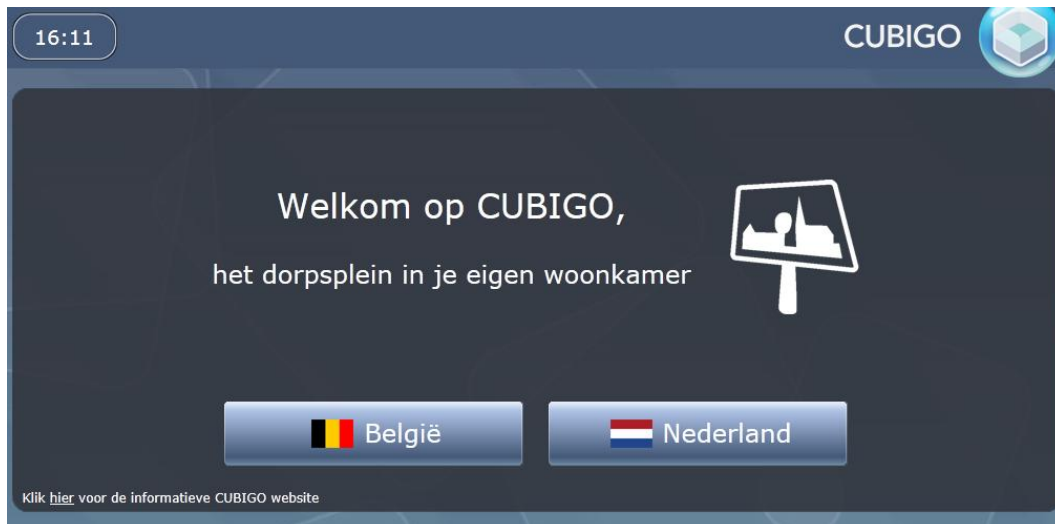 16:11
CUBIGO
Welkom op CUBIGO,
het dorpsplein in je eigen woonkamer
België
Nederland
Klik hier voor de informatieve CUBIGO website